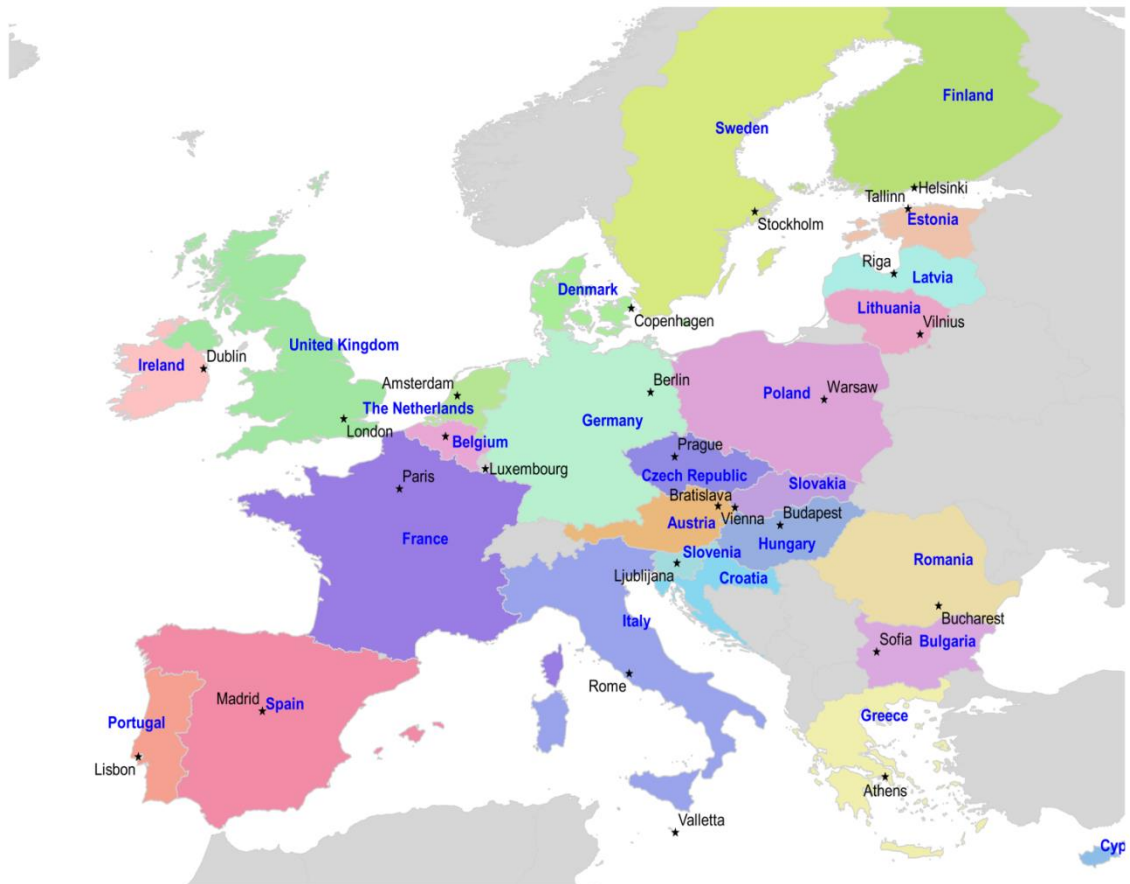 Finland
Sweden
Helsinki
Tallinn
Estonia
Stockholm
Riga
Latvia
Denmark
Lithuania
Copenhagen
Vilnius
United Kingdom
Dublin
Ireland
Amsterdam
Berlin
Poland
Warsaw
The Netherlands
London
Germany
Belgium
Prague
Luxembourg
Czech Republic
Paris
Slovakia
Bratislava
Vienna
Budapest
Austria
France
Hungary
Slovenia
Romania
Ljublijana
Croatia
Bucharest
Italy
Sofia
Bulgaria
Rome
Madrid
Spain
Greece
Portugal
Lisbon
Athens
Valletta
Cyp